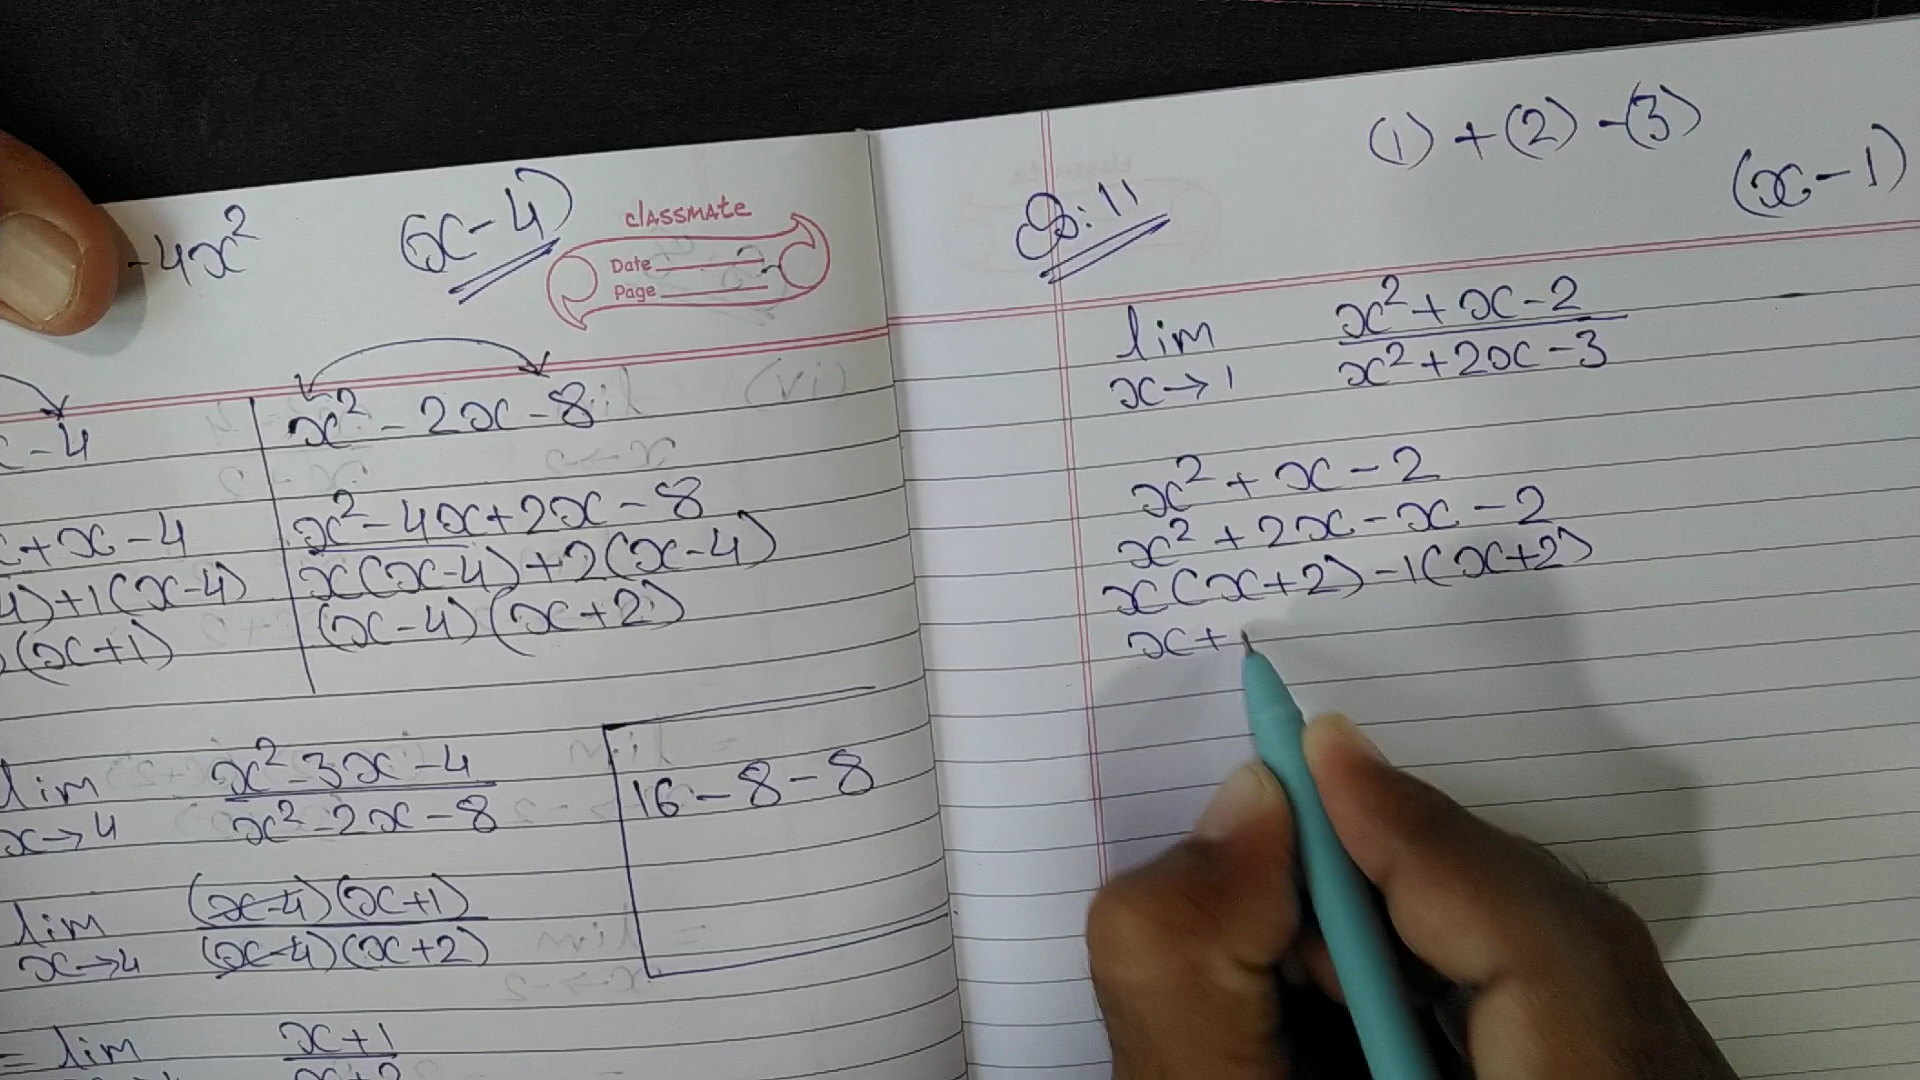 -4x²
(x-4)
classmate
Date
Page
-4
x² - 2x - 8
+x-4
x² - 4x + 2x - 8
4)+1(x-4)
x(x-4)+2(x-4)
(x+1)
(x-4)(x+2)
lim x→4 x²-3x-4 / x²-2x-8
16-8-8
lim x→4 (x-4)(x+1) / (x-4)(x+2)
= lim x+1
(1)+(2)-(3)
(x-1)
Q:11
lim x→1 x²+x-2 / x²+2x-3
x²+x-2
x²+2x-x-2
x(x+2)-1(x+2)
x+